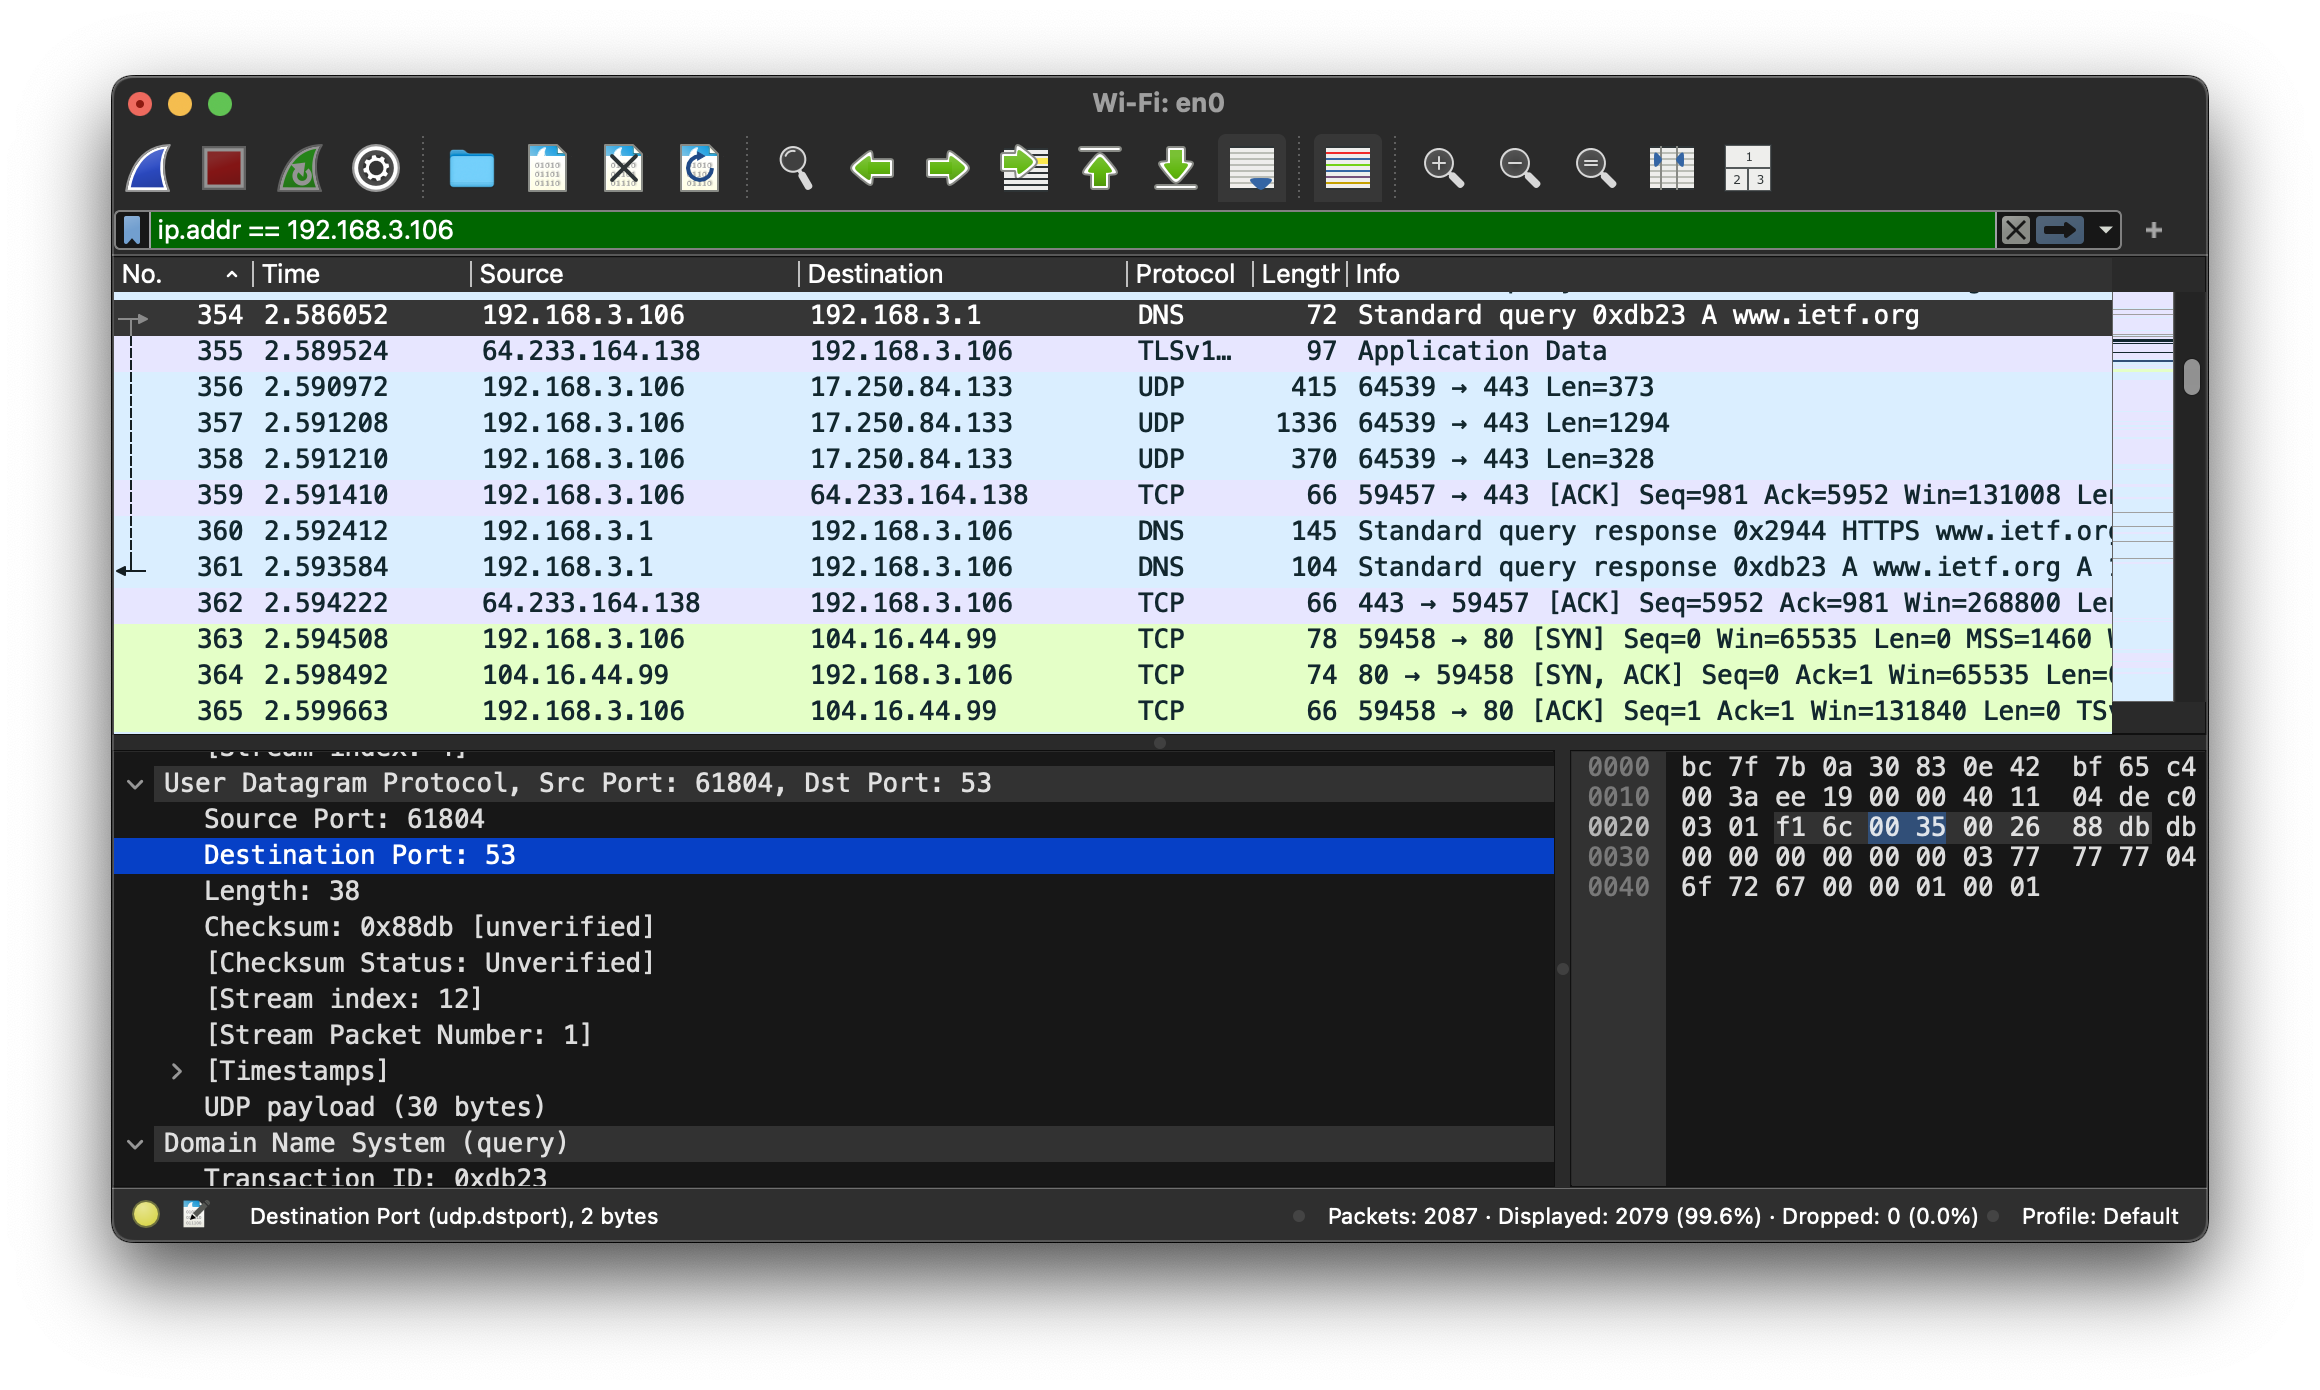 Wi-Fi: en0
ip.addr == 192.168.3.106
No. Time Source Destination Protocol Length Info
354 2.586052 192.168.3.106 192.168.3.1 DNS 72 Standard query 0xdb23 A www.ietf.org
355 2.589524 64.233.164.138 192.168.3.106 TLSv1… 97 Application Data
356 2.590972 192.168.3.106 17.250.84.133 UDP 415 64539 → 443 Len=373
357 2.591208 192.168.3.106 17.250.84.133 UDP 1336 64539 → 443 Len=1294
358 2.591210 192.168.3.106 17.250.84.133 UDP 370 64539 → 443 Len=328
359 2.591410 192.168.3.106 64.233.164.138 TCP 66 59457 → 443 [ACK] Seq=981 Ack=5952 Win=131008 Le
360 2.592412 192.168.3.1 192.168.3.106 DNS 145 Standard query response 0x2944 HTTPS www.ietf.or
361 2.593584 192.168.3.1 192.168.3.106 DNS 104 Standard query response 0xdb23 A www.ietf.org A
362 2.594222 64.233.164.138 192.168.3.106 TCP 66 443 → 59457 [ACK] Seq=5952 Ack=981 Win=268800 Le
363 2.594508 192.168.3.106 104.16.44.99 TCP 78 59458 → 80 [SYN] Seq=0 Win=65535 Len=0 MSS=1460
364 2.598492 104.16.44.99 192.168.3.106 TCP 74 80 → 59458 [SYN, ACK] Seq=0 Ack=1 Win=65535 Len=
365 2.599663 192.168.3.106 104.16.44.99 TCP 66 59458 → 80 [ACK] Seq=1 Ack=1 Win=131840 Len=0 TS
User Datagram Protocol, Src Port: 61804, Dst Port: 53
Source Port: 61804
Destination Port: 53
Length: 38
Checksum: 0x88db [unverified]
[Checksum Status: Unverified]
[Stream index: 12]
[Stream Packet Number: 1]
[Timestamps]
UDP payload (30 bytes)
Domain Name System (query)
Transaction ID: 0xdb23
0000 bc 7f 7b 0a 30 83 0e 42 bf 65 c4
0010 00 3a ee 19 00 00 40 11 04 de c0
0020 03 01 f1 6c 00 35 00 26 88 db db
0030 00 00 00 00 00 00 03 77 77 77 04
0040 6f 72 67 00 00 01 00 01
Destination Port (udp.dstport), 2 bytes
Packets: 2087 · Displayed: 2079 (99.6%) · Dropped: 0 (0.0%)
Profile: Default